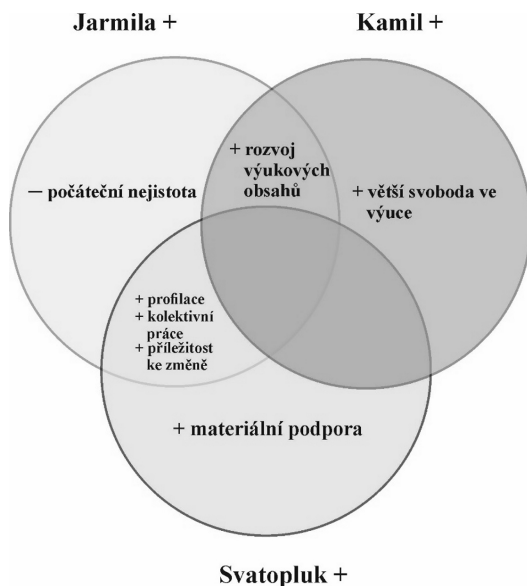 Jarmila +
Kamil +
+ rozvoj
výukových
obsahů
– počáteční nejistota
+ větší svoboda ve
výuce
+ profilace
+ kolektivní
práce
+ příležitost
ke změně
+ materiální podpora
Svatopluk +